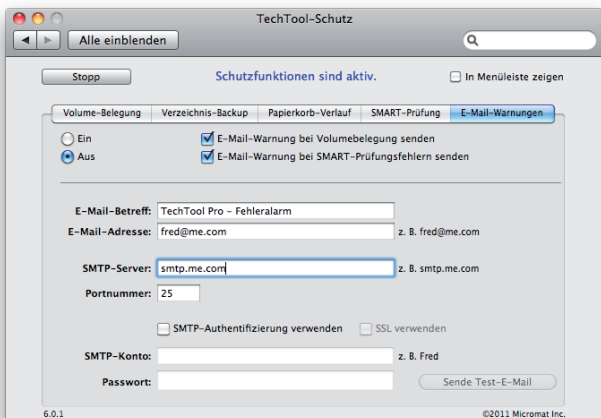 TechTool-Schutz
Alle einblenden
Stopp Schutzfunktionen sind aktiv. In Menüleiste zeigen
Volume-Belegung Verzeichnis-Backup Papierkorb-Verlauf SMART-Prüfung E-Mail-Warnungen
Ein E-Mail-Warnung bei Volumebelegung senden
Aus E-Mail-Warnung bei SMART-Prüfungsfehlern senden
E-Mail-Betreff: TechTool Pro - Fehleralarm
E-Mail-Adresse: fred@me.com z. B. fred@me.com
SMTP-Server: smtp.me.com z. B. smtp.me.com
Portnummer: 25
SMTP-Authentifizierung verwenden SSL verwenden
SMTP-Konto: z. B. Fred
Passwort: Sende Test-E-Mail
6.0.1 ©2011 Micromat Inc.